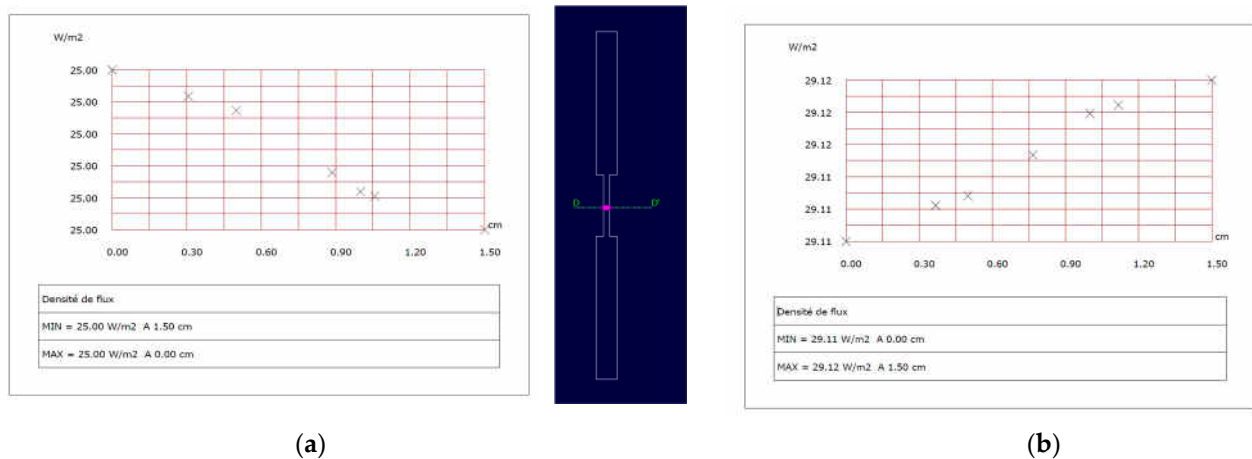 W/m2
25.00
25.00
25.00
25.00
25.00
25.00
cm
0.00 0.30 0.60 0.90 1.20 1.50
Densité de flux
MIN = 25.00 W/m2 A 1.50 cm
MAX = 25.00 W/m2 A 0.00 cm
D D'
W/m2
29.12
29.12
29.12
29.11
29.11
29.11
cm
0.00 0.30 0.60 0.90 1.20 1.50
Densité de flux
MIN = 29.11 W/m2 A 0.00 cm
MAX = 29.12 W/m2 A 1.50 cm
(a) (b)